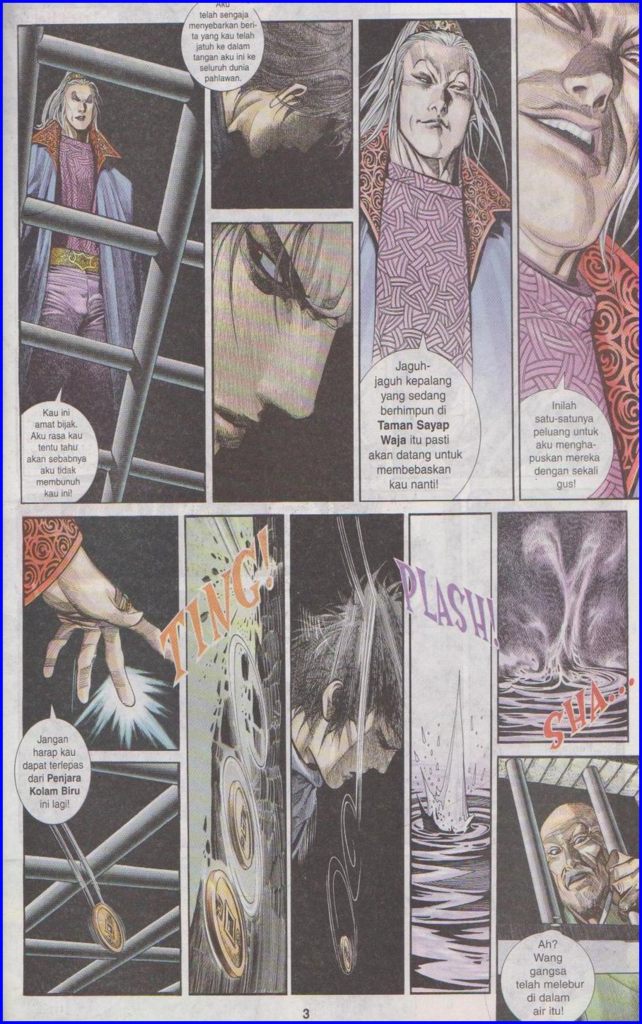 Aku
telah sengaja
menyebarkan beri-
ta yang kau telah
jatuh ke dalam
tangan aku ini ke
seluruh dunia
pahlawan.
Kau ini
amat bijak.
Aku rasa kau
tentu tahu
akan sebabnya
aku tidak
membunuh
kau ini!
Jaguh-
jaguh kepalang
yang sedang
berhimpun di
Taman Sayap
Waja itu pasti
akan datang untuk
membebaskan
kau nanti!
Inilah
satu-satunya
peluang untuk
aku mengha-
puskan mereka
dengan sekali
gus!
Jangan
harap kau
dapat terlepas
dari Penjara
Kolam Biru
ini lagi!
TING!
PLASH!
SHA...
Ah?
Wang
gangsa
telah melebur
di dalam
air itu!
3